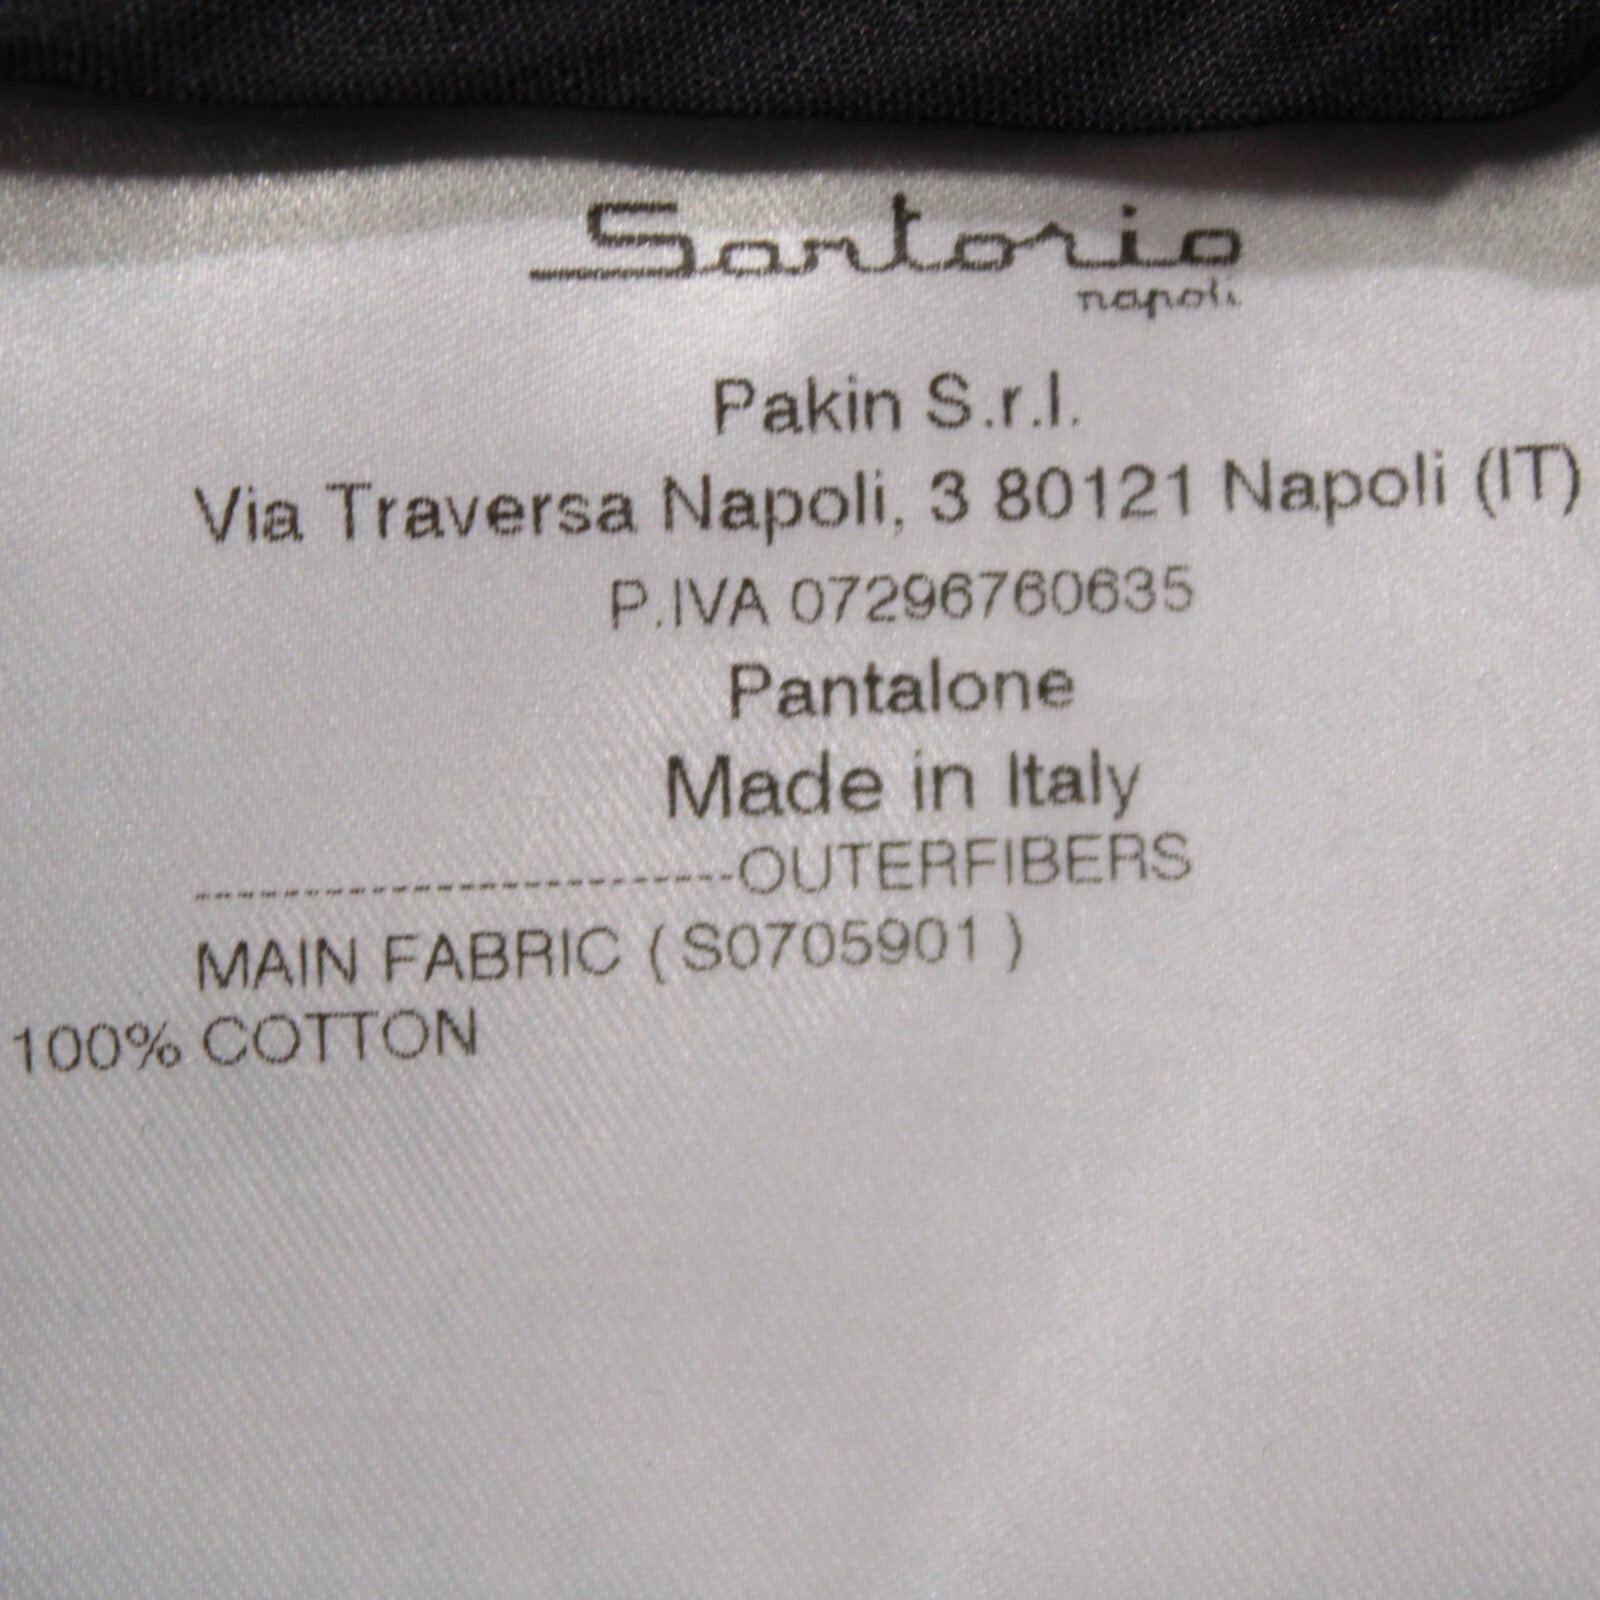 Sartorio
napoli
Pakin S.r.l.
Via Traversa Napoli, 3 80121 Napoli (IT)
P.IVA 07296760635
Pantalone
Made in Italy
-------------------------OUTERFIBERS
MAIN FABRIC ( S0705901 )
100% COTTON